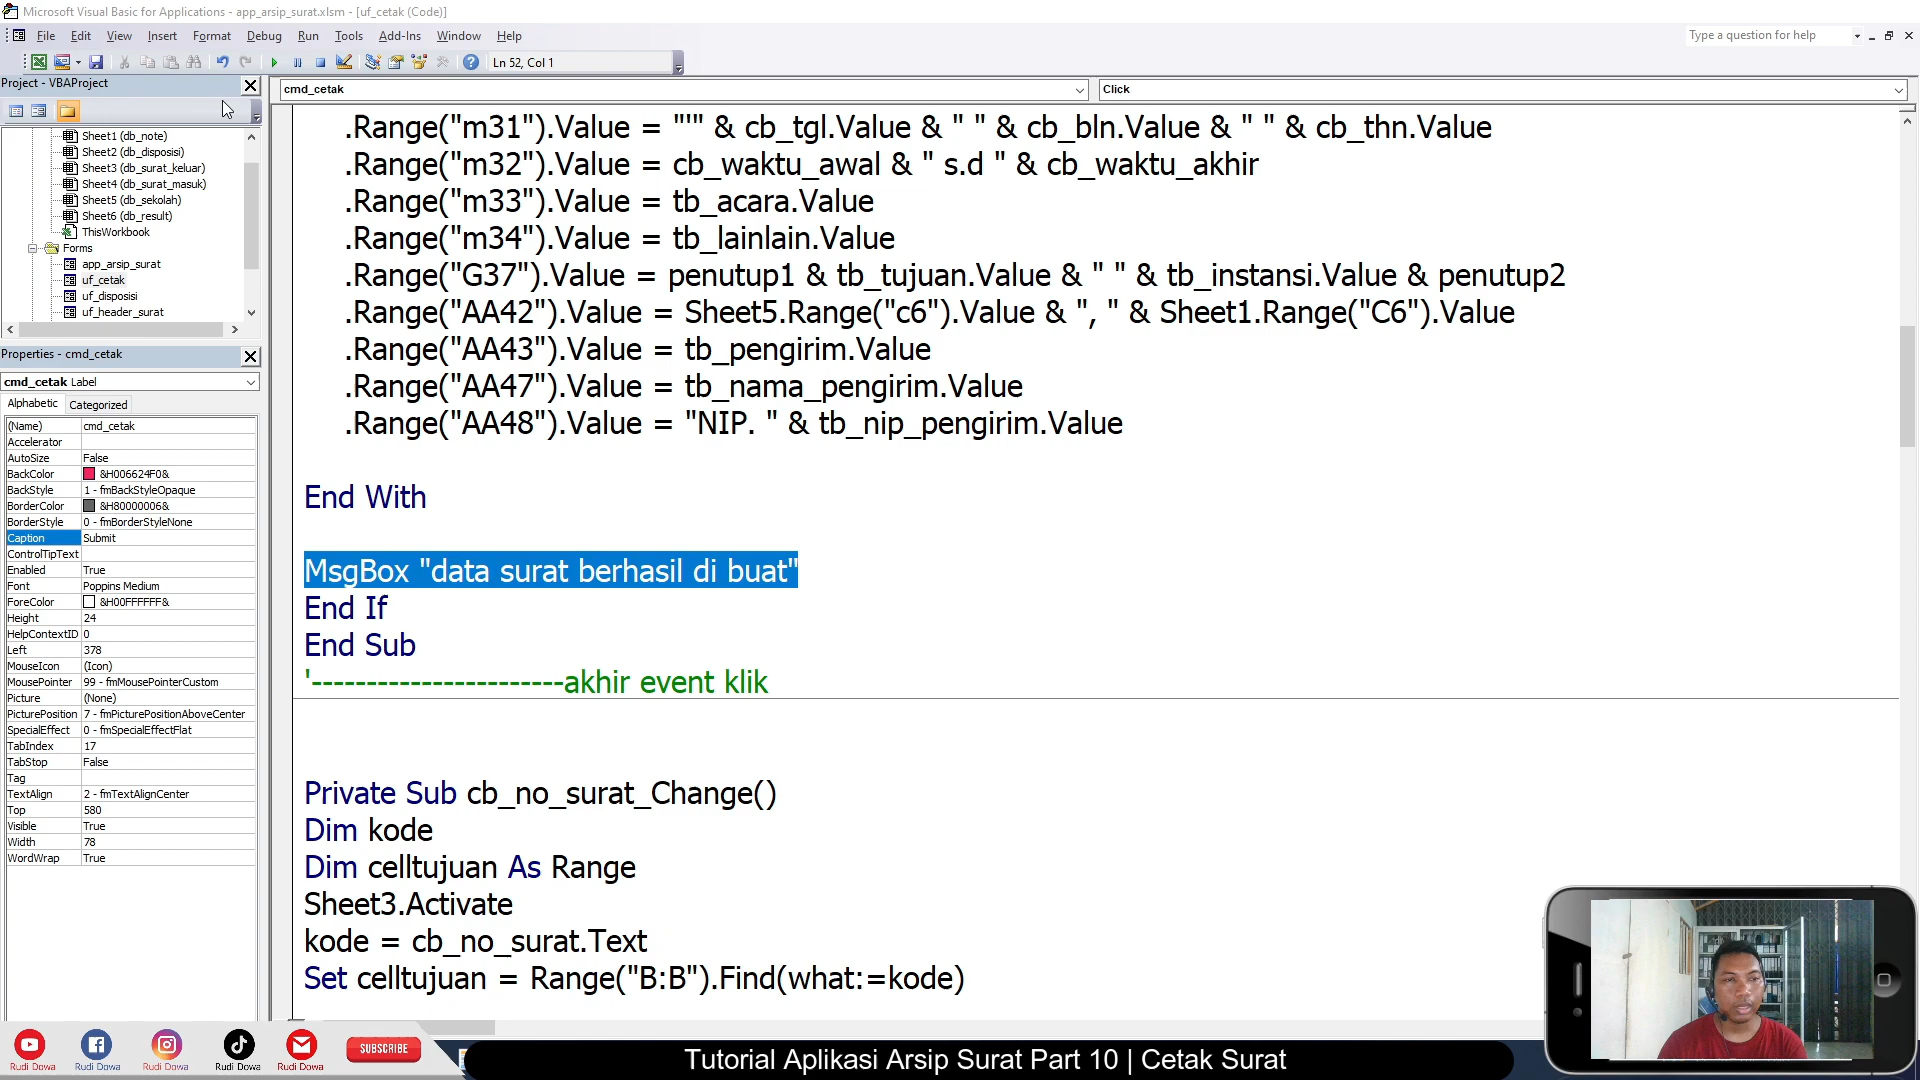 Microsoft Visual Basic for Applications - app_arsip_surat.xlsm - [uf_cetak (Code)]
File Edit View Insert Format Debug Run Tools Add-Ins Window Help
Type a question for help
Ln 52, Col 1
Project - VBAProject
Sheet1 (db_note)
Sheet2 (db_disposisi)
Sheet3 (db_surat_keluar)
Sheet4 (db_surat_masuk)
Sheet5 (db_sekolah)
Sheet6 (db_result)
ThisWorkbook
Forms
app_arsip_surat
uf_cetak
uf_disposisi
uf_header_surat
Properties - cmd_cetak
cmd_cetak Label
Alphabetic Categorized
(Name) cmd_cetak
Accelerator
AutoSize False
BackColor &H006624F0&
BackStyle 1 - fmBackStyleOpaque
BorderColor &H80000006&
BorderStyle 0 - fmBorderStyleNone
Caption Submit
ControlTipText
Enabled True
Font Poppins Medium
ForeColor &H00FFFFFF&
Height 24
HelpContextID 0
Left 378
MouseIcon (Icon)
MousePointer 99 - fmMousePointerCustom
Picture (None)
PicturePosition 7 - fmPicturePositionAboveCenter
SpecialEffect 0 - fmSpecialEffectFlat
TabIndex 17
TabStop False
Tag
TextAlign 2 - fmTextAlignCenter
Top 580
Visible True
Width 78
WordWrap True
cmd_cetak
Click
.Range("m31").Value = "'" & cb_tgl.Value & " " & cb_bln.Value & " " & cb_thn.Value
.Range("m32").Value = cb_waktu_awal & " s.d " & cb_waktu_akhir
.Range("m33").Value = tb_acara.Value
.Range("m34").Value = tb_lainlain.Value
.Range("G37").Value = penutup1 & tb_tujuan.Value & " " & tb_instansi.Value & penutup2
.Range("AA42").Value = Sheet5.Range("c6").Value & ", " & Sheet1.Range("C6").Value
.Range("AA43").Value = tb_pengirim.Value
.Range("AA47").Value = tb_nama_pengirim.Value
.Range("AA48").Value = "NIP. " & tb_nip_pengirim.Value
End With
MsgBox "data surat berhasil di buat"
End If
End Sub
'-----------------------akhir event klik
Private Sub cb_no_surat_Change()
Dim kode
Dim celltujuan As Range
Sheet3.Activate
kode = cb_no_surat.Text
Set celltujuan = Range("B:B").Find(what:=kode)
Rudi Dowa
Rudi Dowa
Rudi Dowa
Rudi Dowa
Rudi Dowa
SUBSCRIBE
Tutorial Aplikasi Arsip Surat Part 10 | Cetak Surat